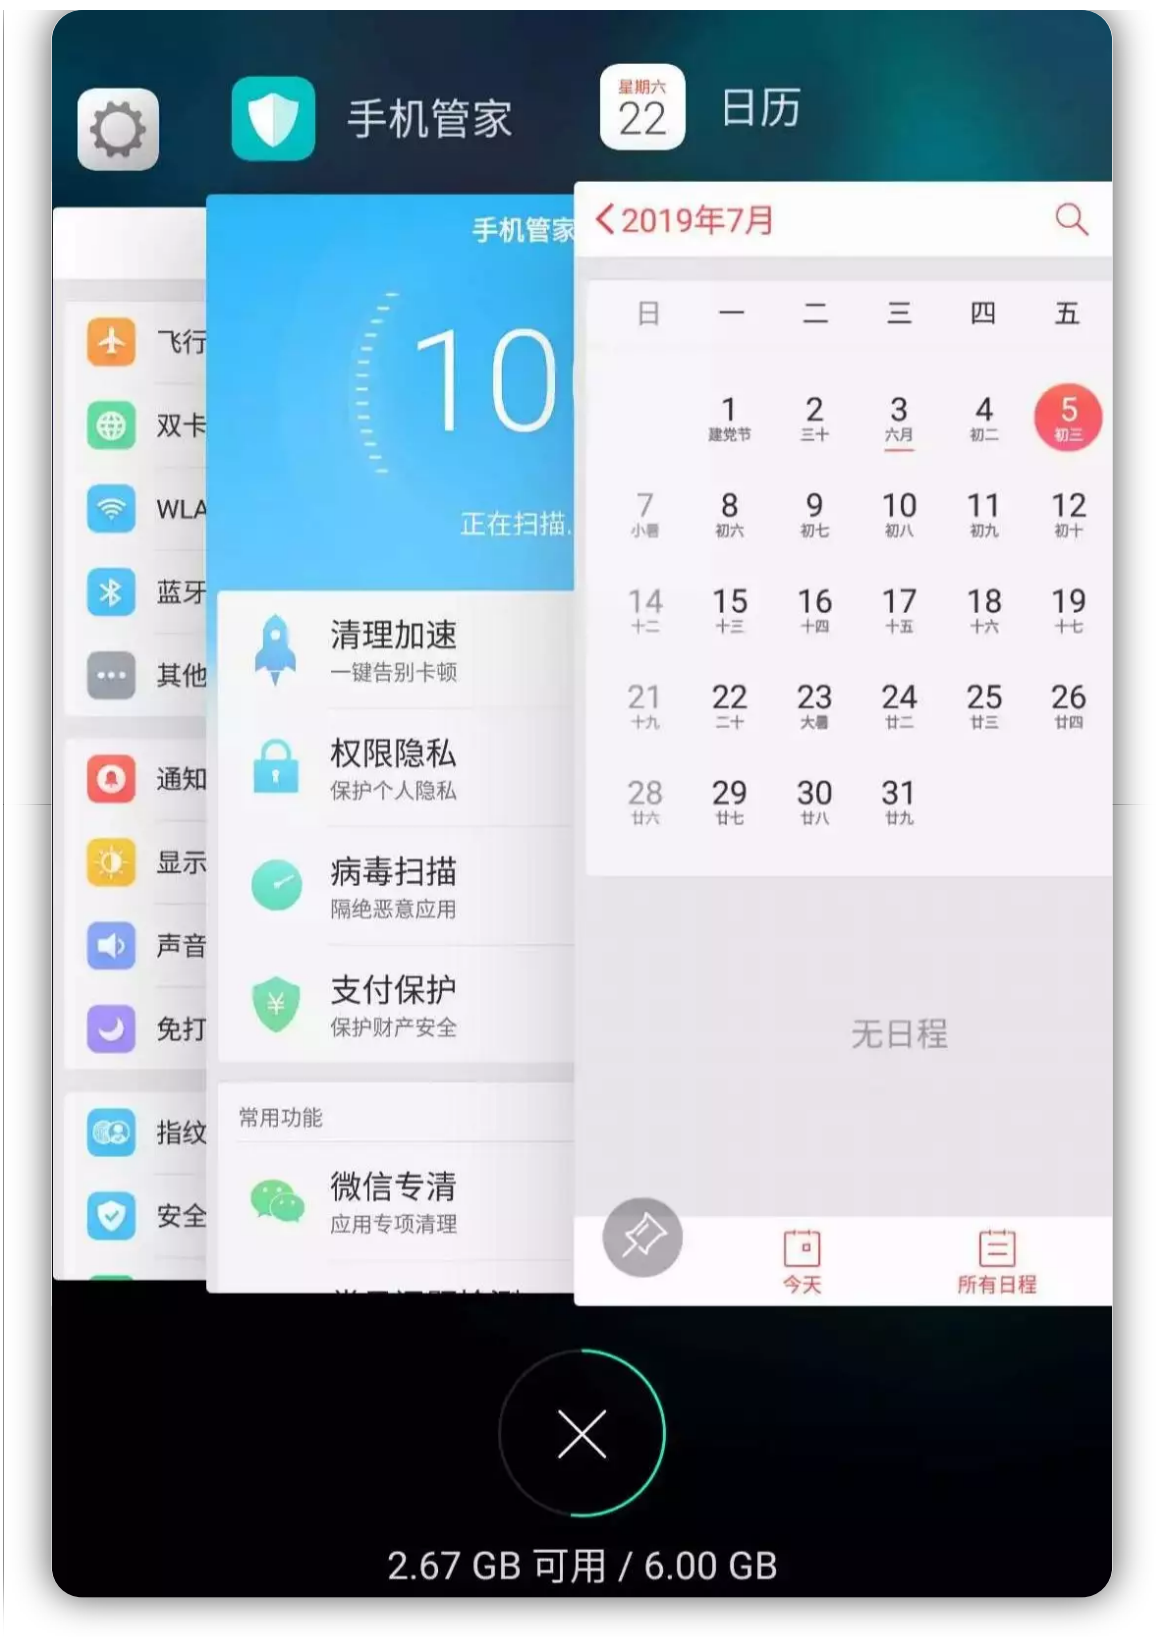 手机管家
星期六
22
日历
飞行
双卡
WLA
蓝牙
其他
通知
显示
声音
免打
指纹
安全
手机管家
10
正在扫描.
清理加速
一键告别卡顿
权限隐私
保护个人隐私
病毒扫描
隔绝恶意应用
支付保护
保护财产安全
常用功能
微信专清
应用专项清理
2019年7月
日 一 二 三 四 五
1 2 3 4 5
建党节 三十 六月 初二 初三
7 8 9 10 11 12
小暑 初六 初七 初八 初九 初十
14 15 16 17 18 19
十二 十三 十四 十五 十六 十七
21 22 23 24 25 26
十九 二十 大暑 廿二 廿三 廿四
28 29 30 31
廿六 廿七 廿八 廿九
无日程
今天
所有日程
2.67 GB 可用 / 6.00 GB